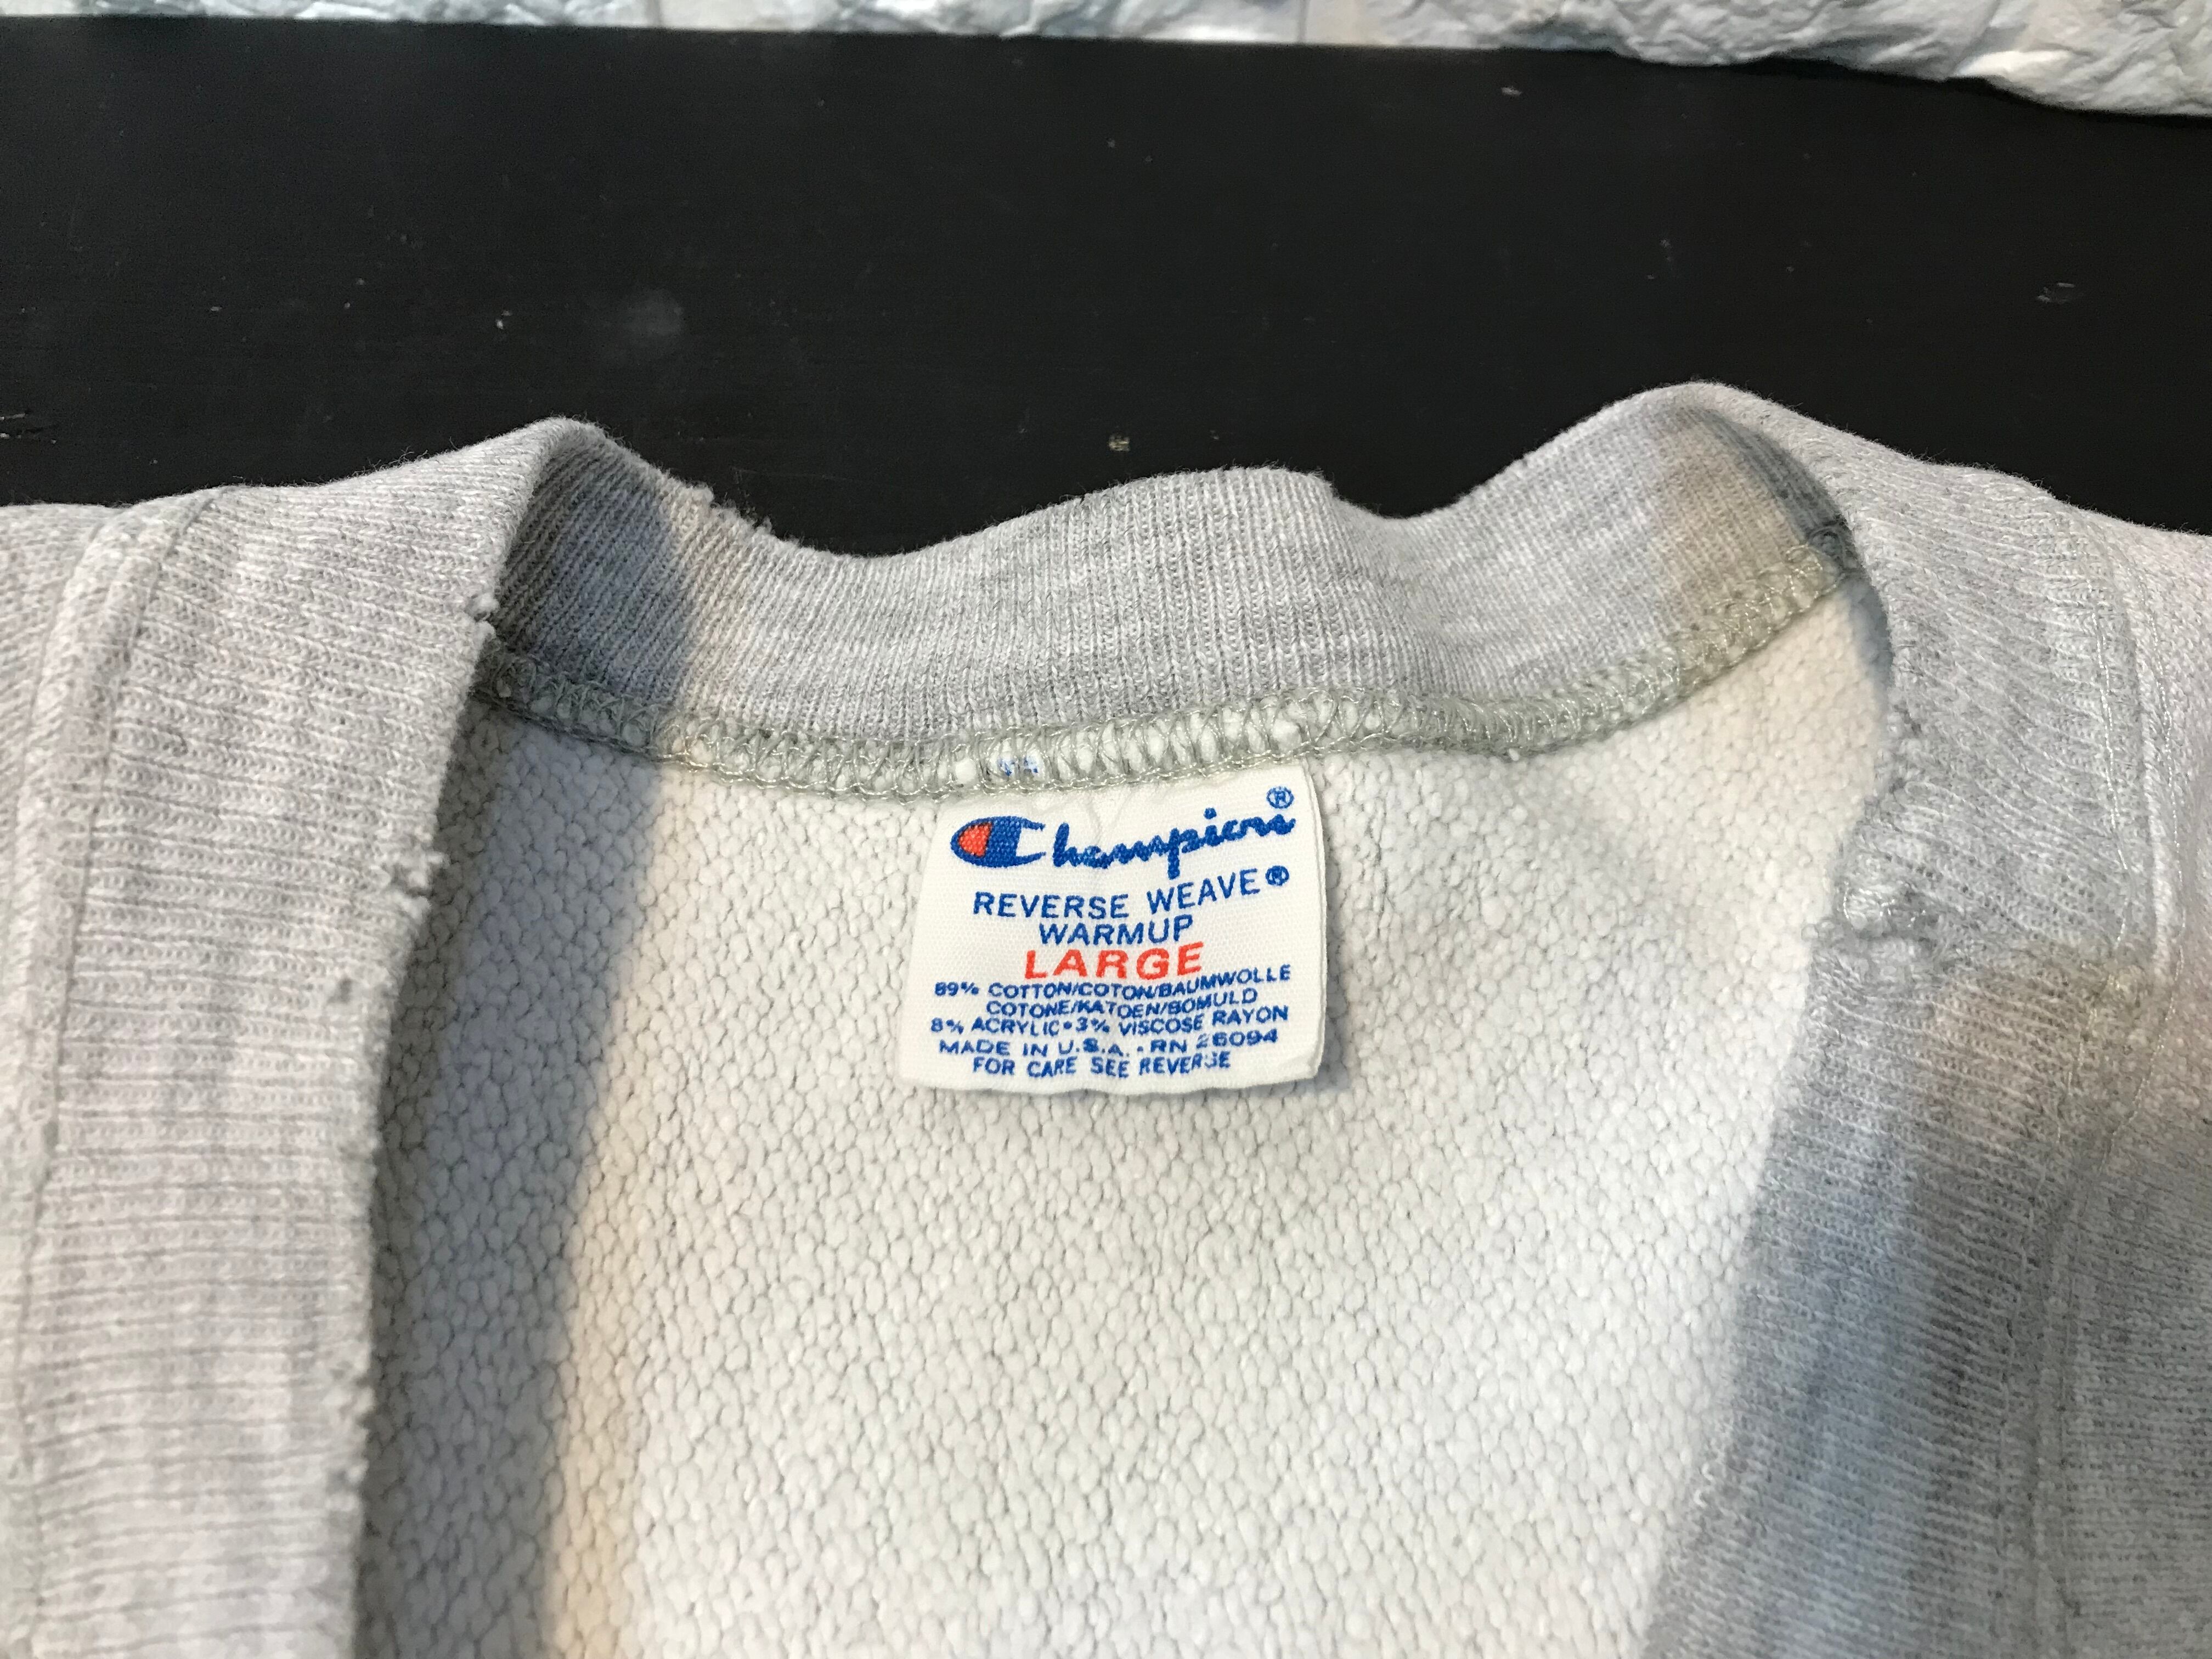 Champion®
REVERSE WEAVE®
WARMUP
LARGE
89% COTTON/COTON/BAUMWOLLE
COTONE/KATOEN/BOMULD
8% ACRYLIC•3% VISCOSE RAYON
MADE IN U.S.A. - RN 26094
FOR CARE SEE REVERSE